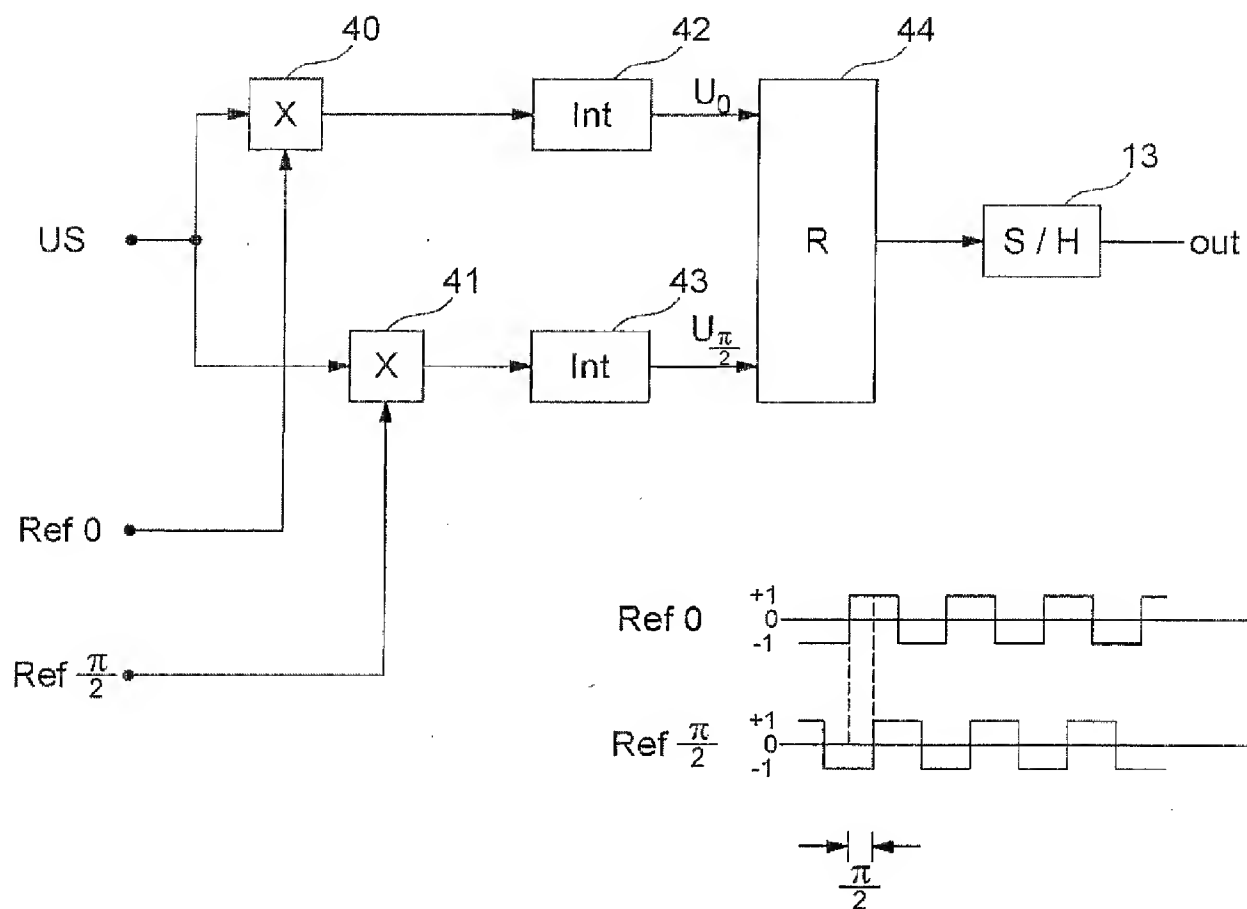 40
42
44
X
Int
U₀
R
13
US
S / H
out
41
43
X
Int
U_π/2
Ref 0
Ref π/2
Ref 0
+1
0
-1
Ref π/2
+1
0
-1
π/2